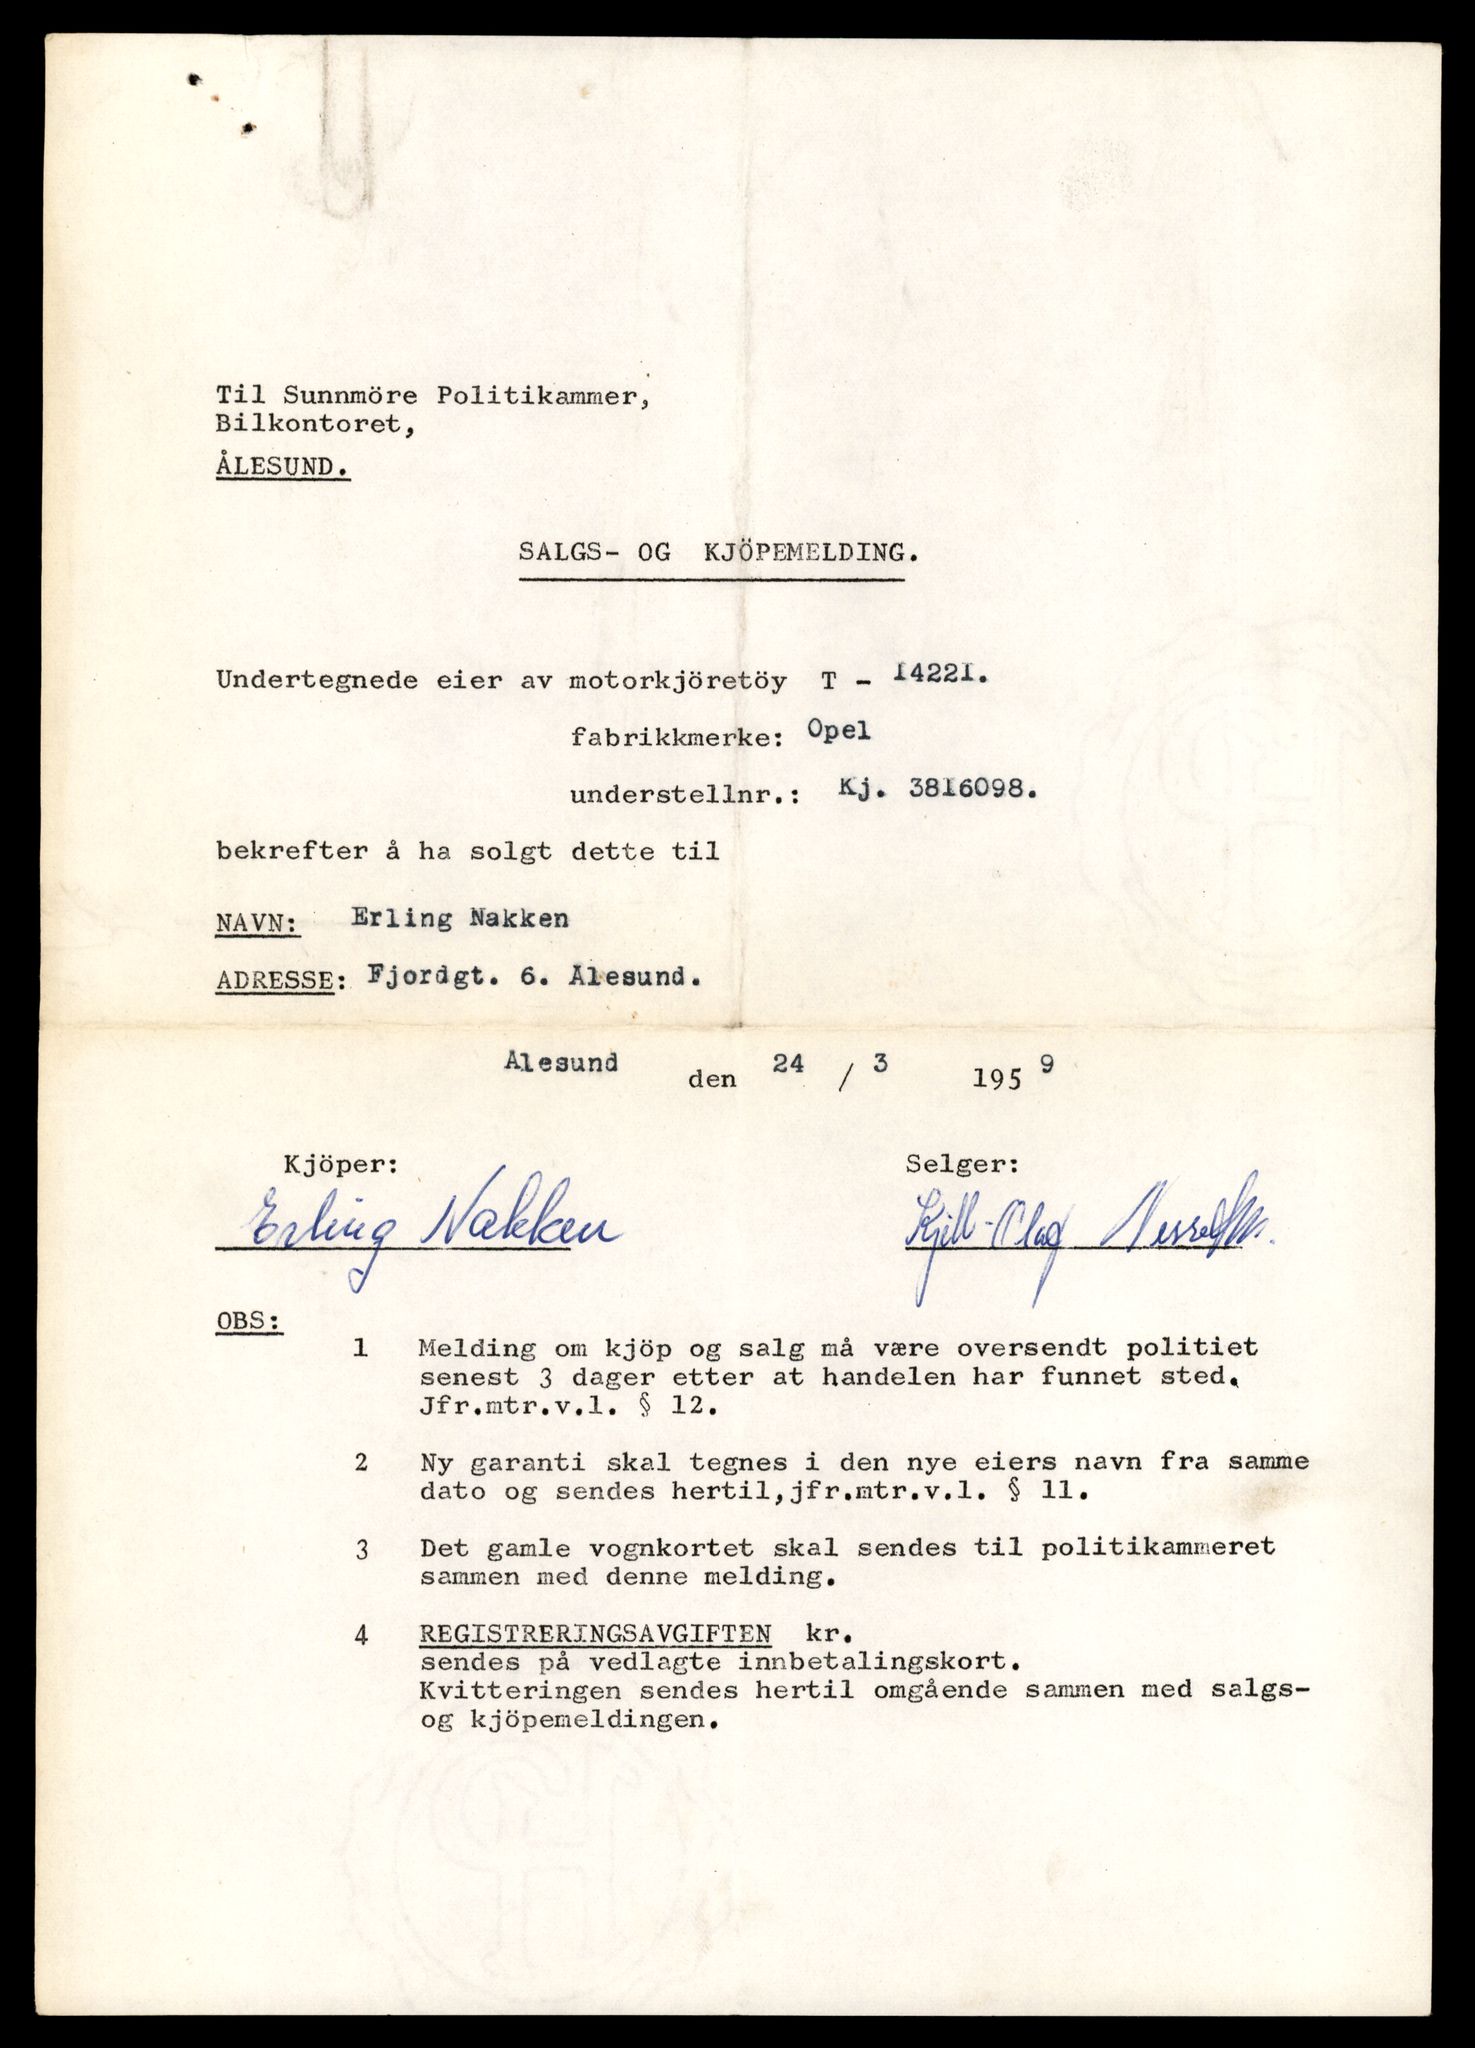 Til Sunnmöre Politikammer,
Bilkontoret,
ÅLESUND.
SALGS- OG KJÖPEMELDING.
Undertegnede eier av motorkjöretöy T - 14221.
fabrikkmerke: Opel
understellnr.: Kj. 3816098.
bekrefter å ha solgt dette til
NAVN: Erling Nakken
ADRESSE: Fjordgt. 6. Alesund.
Alesund den 24 / 3 1959
Kjöper: Selger:
Erling Nakken Kjell-Olaf
OBS:
1 Melding om kjöp og salg må være oversendt politiet
senest 3 dager etter at handelen har funnet sted.
Jfr.mtr.v.l. § 12.
2 Ny garanti skal tegnes i den nye eiers navn fra samme
dato og sendes hertil,jfr.mtr.v.l. § 11.
3 Det gamle vognkortet skal sendes til politikammeret
sammen med denne melding.
4 REGISTRERINGSAVGIFTEN kr.
sendes på vedlagte innbetalingskort.
Kvitteringen sendes hertil omgående sammen med salgs-
og kjöpemeldingen.